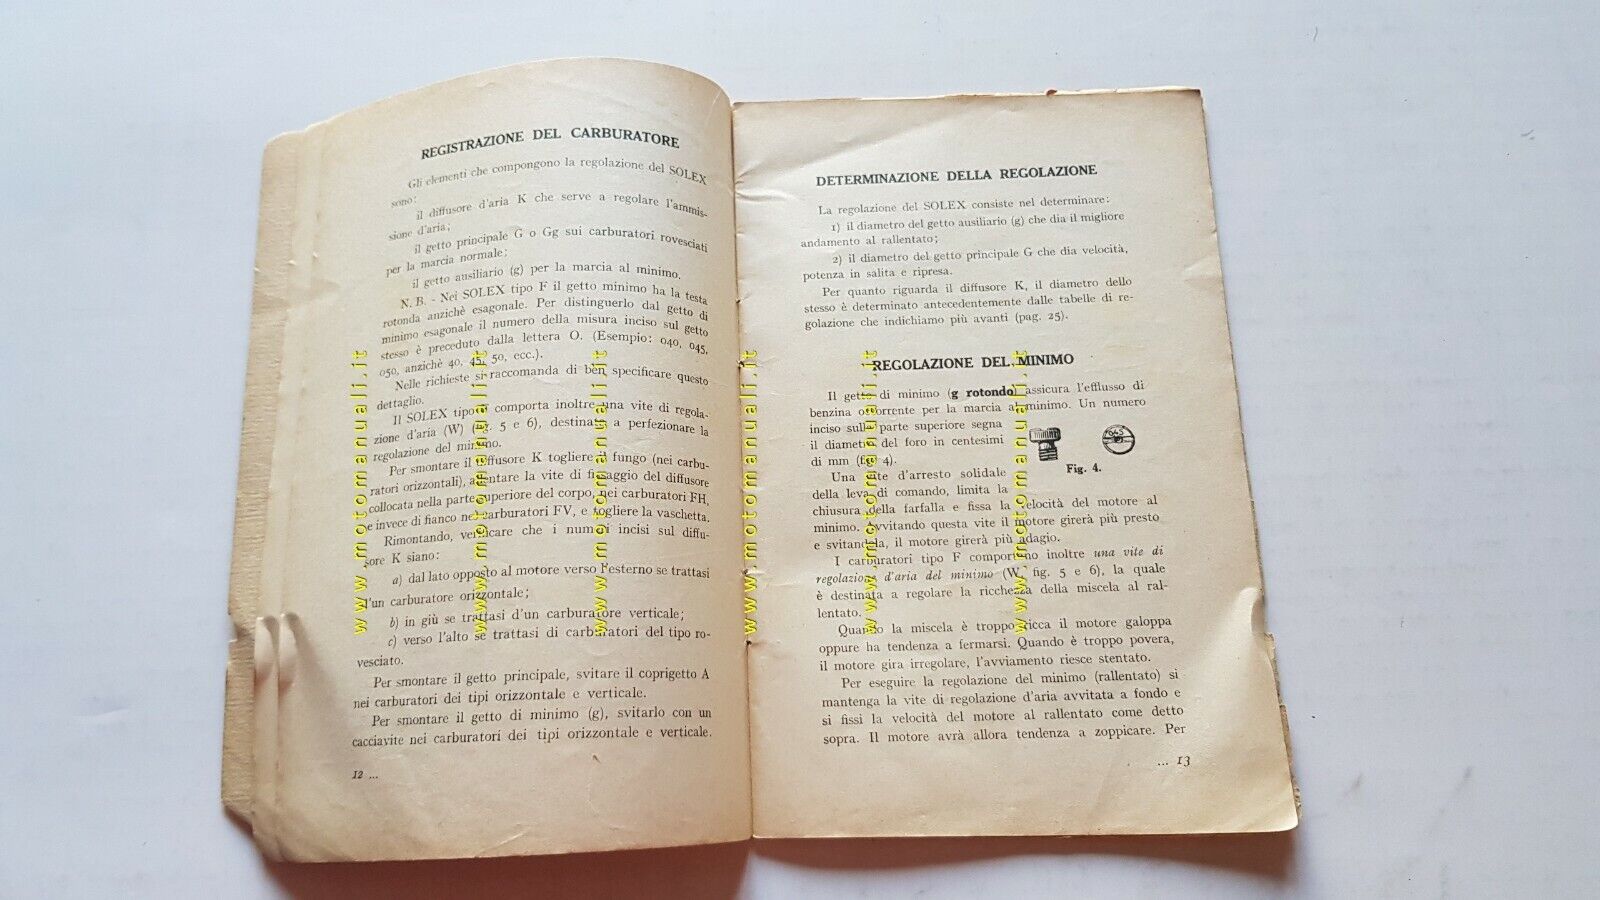 REGISTRAZIONE DEL CARBURATORE
Gli elementi che compongono la regolazione del SOLEX
sono:
il diffusore d'aria K che serve a regolare l'ammis-
sione d'aria;
il getto principale G o Gg sui carburatori rovesciati
per la marcia normale;
il getto ausiliario (g) per la marcia al minimo.
N. B. - Nei SOLEX tipo F il getto minimo ha la testa
rotonda anzichè esagonale. Per distinguerlo dal getto di
minimo esagonale il numero della misura inciso sul getto
stesso è preceduto dalla lettera O. (Esempio: 040, 045,
050, anzichè 40, 45, 50, ecc.).
Nelle richieste si raccomanda di ben specificare questo
dettaglio.
Il SOLEX tipo comporta inoltre una vite di regola-
zione d'aria (W) (fig. 5 e 6), destinata a perfezionare la
regolazione del minimo.
Per smontare il diffusore K togliere il fungo (nei carbu-
ratori orizzontali), allentare la vite di fissaggio del diffusore
collocata nella parte superiore del corpo, nei carburatori FH,
e invece di fianco nei carburatori FV, e togliere la vaschetta.
Rimontando, verificare che i numeri incisi sul diffu-
sore K siano:
a) dal lato opposto al motore verso l'esterno se trattasi
d'un carburatore orizzontale;
b) in giù se trattasi d'un carburatore verticale;
c) verso l'alto se trattasi di carburatori del tipo ro-
vesciato.
Per smontare il getto principale, svitare il coprigetto A
nei carburatori dei tipi orizzontale e verticale.
Per smontare il getto di minimo (g), svitarlo con un
cacciavite nei carburatori dei tipi orizzontale e verticale.
12 ...
DETERMINAZIONE DELLA REGOLAZIONE
La regolazione del SOLEX consiste nel determinare:
1) il diametro del getto ausiliario (g) che dia il migliore
andamento al rallentato;
2) il diametro del getto principale G che dia velocità,
potenza in salita e ripresa.
Per quanto riguarda il diffusore K, il diametro dello
stesso è determinato antecedentemente dalle tabelle di re-
golazione che indichiamo più avanti (pag. 25).
REGOLAZIONE DEL MINIMO
Il getto di minimo (g rotondo) assicura l'efflusso di
benzina occorrente per la marcia al minimo. Un numero
inciso sulla parte superiore segna
il diametro del foro in centesimi
di mm (fig. 4).
045
Fig. 4.
Una vite d'arresto solidale
della leva di comando, limita la
chiusura della farfalla e fissa la velocità del motore al
minimo. Avvitando questa vite il motore girerà più presto
e svitandola, il motore girerà più adagio.
I carburatori tipo F comportano inoltre una vite di
regolazione d'aria del minimo (W, fig. 5 e 6), la quale
è destinata a regolare la ricchezza della miscela al ral-
lentato.
Quando la miscela è troppo ricca il motore galoppa
oppure ha tendenza a fermarsi. Quando è troppo povera,
il motore gira irregolare, l'avviamento riesce stentato.
Per eseguire la regolazione del minimo (rallentato) si
mantenga la vite di regolazione d'aria avvitata a fondo e
si fissi la velocità del motore al rallentato come detto
sopra. Il motore avrà allora tendenza a zoppicare. Per
... 13
www.motomanuali.it
www.motomanuali.it
www.motomanuali.it
www.motomanuali.it
www.motomanuali.it
www.motomanuali.it